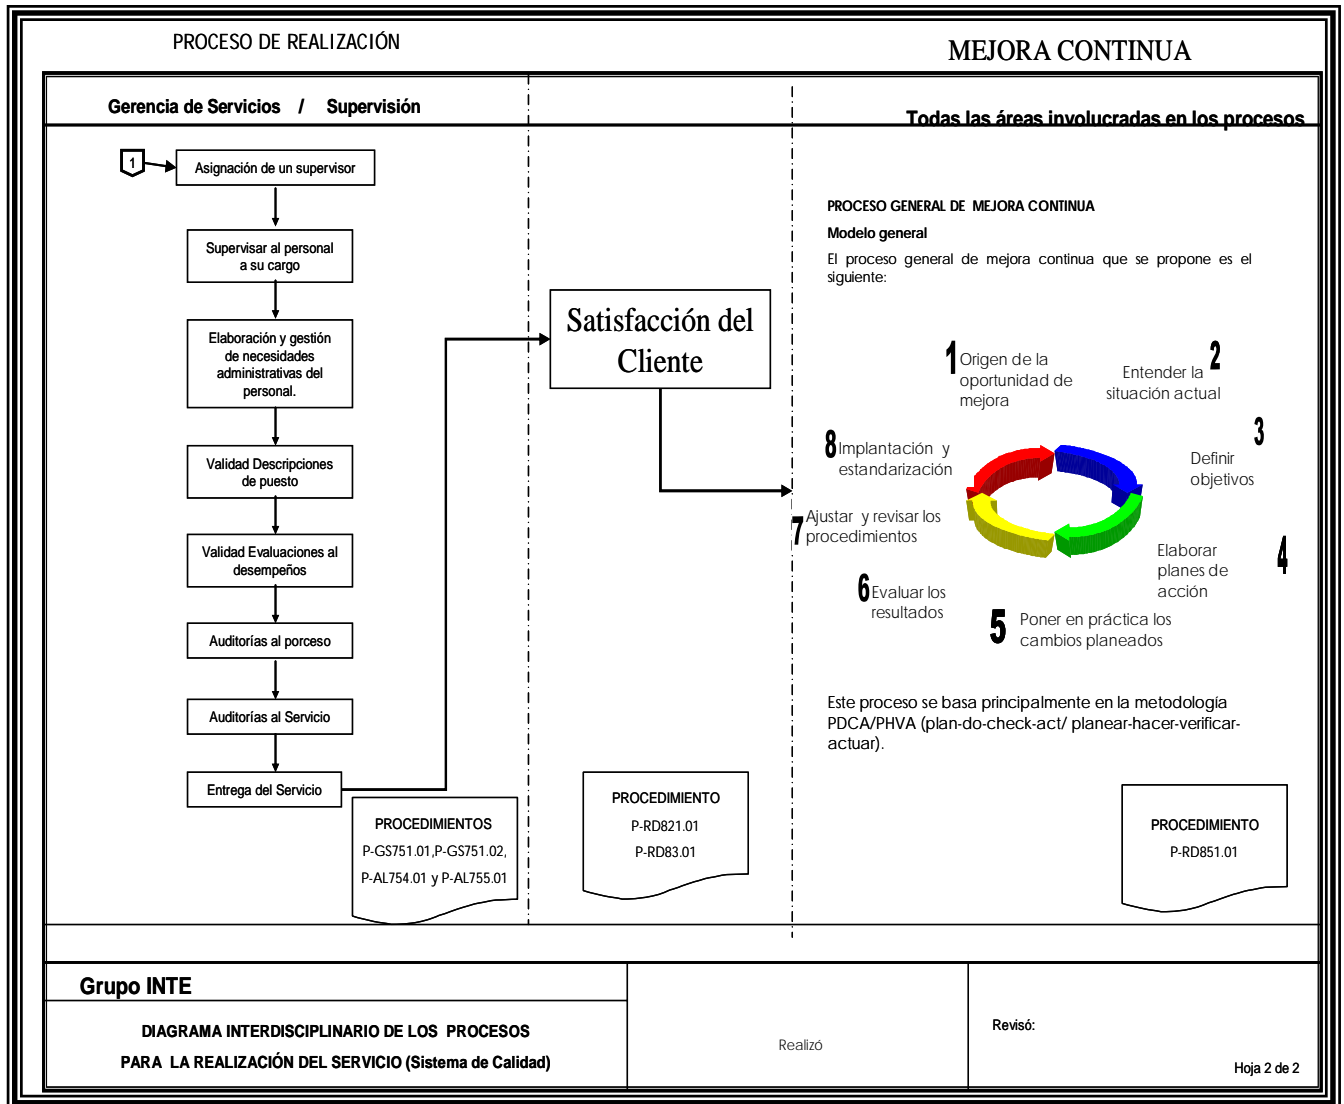 PROCESO DE REALIZACIÓN
MEJORA CONTINUA
Gerencia de Servicios / Supervisión
Todas las áreas involucradas en los procesos
1
Asignación de un supervisor
Supervisar al personal
a su cargo
Elaboración y gestión
de necesidades
administrativas del
personal.
Validad Descripciones
de puesto
Validad Evaluaciones al
desempeños
Auditorías al porceso
Auditorías al Servicio
Entrega del Servicio
PROCEDIMIENTOS
P-GS751.01,P-GS751.02,
P-AL754.01 y P-AL755.01
Satisfacción del
Cliente
PROCEDIMIENTO
P-RD821.01
P-RD83.01
PROCESO GENERAL DE MEJORA CONTINUA
Modelo general
El proceso general de mejora continua que se propone es el
siguiente:
1 Origen de la
oportunidad de
mejora
2 Entender la
situación actual
3
Definir
objetivos
4 Elaborar
planes de
acción
5 Poner en práctica los
cambios planeados
6 Evaluar los
resultados
7 Ajustar y revisar los
procedimientos
8 Implantación y
estandarización
Este proceso se basa principalmente en la metodología
PDCA/PHVA (plan-do-check-act/ planear-hacer-verificar-
actuar).
PROCEDIMIENTO
P-RD851.01
Grupo INTE
DIAGRAMA INTERDISCIPLINARIO DE LOS PROCESOS
PARA LA REALIZACIÓN DEL SERVICIO (Sistema de Calidad)
Realizó
Revisó:
Hoja 2 de 2